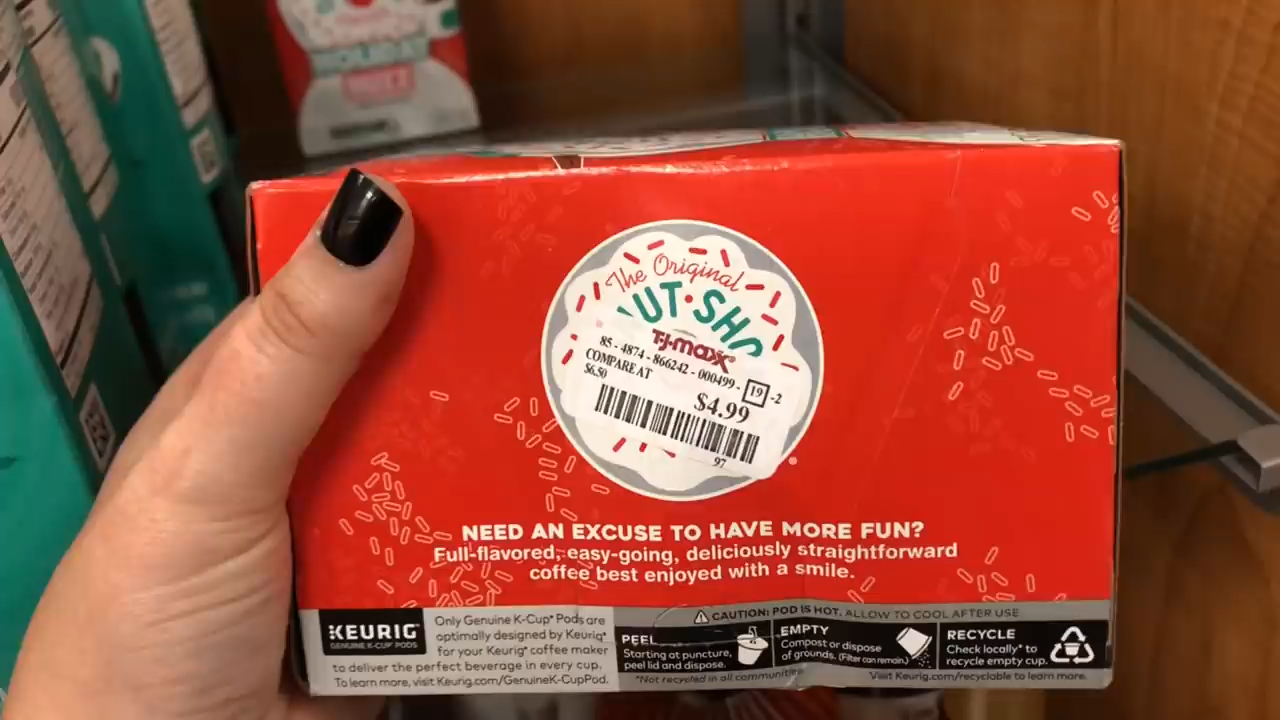 The Original
UT·SH
T·J·maxx®
85 - 4874 - 866242 - 000499 - 19 -2
COMPARE AT
$6.50
$4.99
97
NEED AN EXCUSE TO HAVE MORE FUN?
Full-flavored, easy-going, deliciously straightforward
coffee best enjoyed with a smile.
KEURIG
GENUINE K-CUP® PODS
Only Genuine K-Cup® Pods are
optimally designed by Keurig®
for your Keurig® coffee maker
to deliver the perfect beverage in every cup.
To learn more, visit Keurig.com/GenuineK-CupPod.
CAUTION: POD IS HOT. ALLOW TO COOL AFTER USE
PEEL
Starting at puncture,
peel lid and dispose.
EMPTY
Compost or dispose
of grounds. (Filter can remain.)
RECYCLE
Check locally* to
recycle empty cup.
*Not recycled in all communities
Visit Keurig.com/recyclable to learn more.